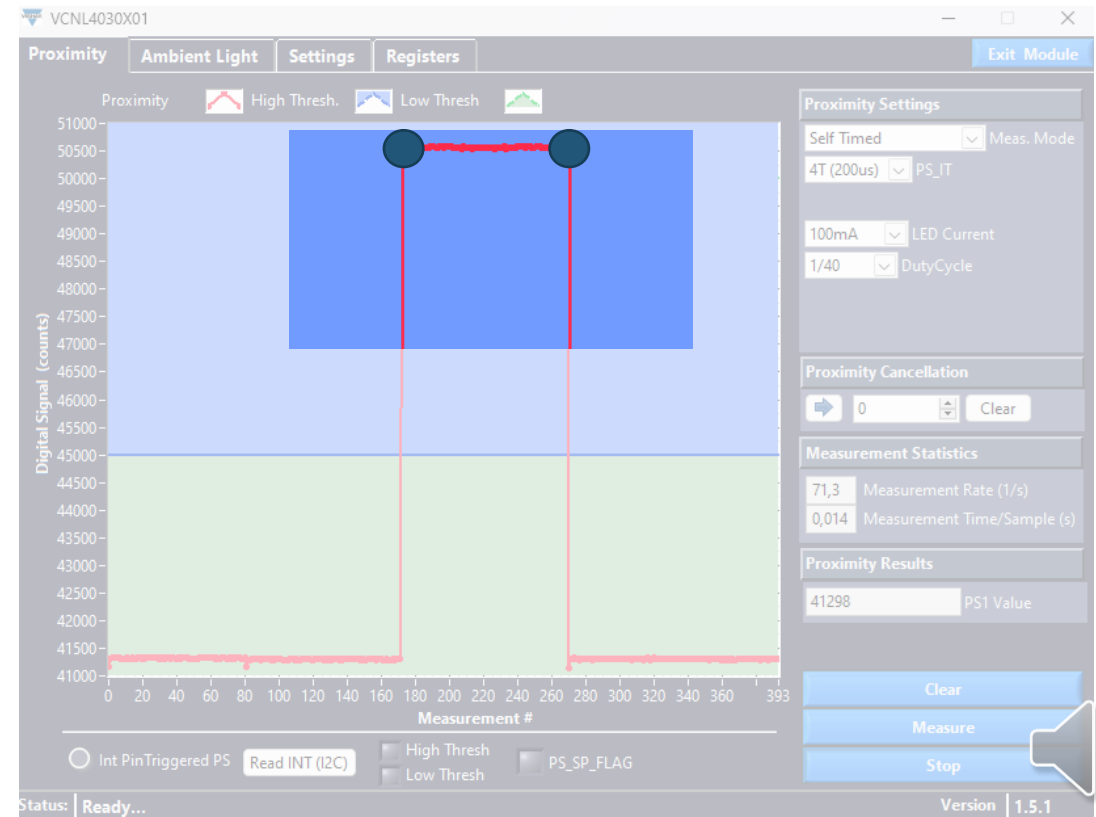 VISHAY VCNL4030X01
Proximity Ambient Light Settings Registers Exit Module
Proximity High Thresh. Low Thresh
51000
50500
50000
49500
49000
48500
48000
47500
47000
46500
46000
45500
45000
44500
44000
43500
43000
42500
42000
41500
41000
Digital Signal (counts)
0 20 40 60 80 100 120 140 160 180 200 220 240 260 280 300 320 340 360 393
Measurement #
Proximity Settings
Self Timed Meas. Mode
4T (200us) PS_IT
100mA LED Current
1/40 DutyCycle
Proximity Cancellation
0 Clear
Measurement Statistics
71,3 Measurement Rate (1/s)
0,014 Measurement Time/Sample (s)
Proximity Results
41298 PS1 Value
Clear
Measure
Stop
Int PinTriggered PS Read INT (I2C) High Thresh PS_SP_FLAG
Low Thresh
Status: Ready... Version 1.5.1